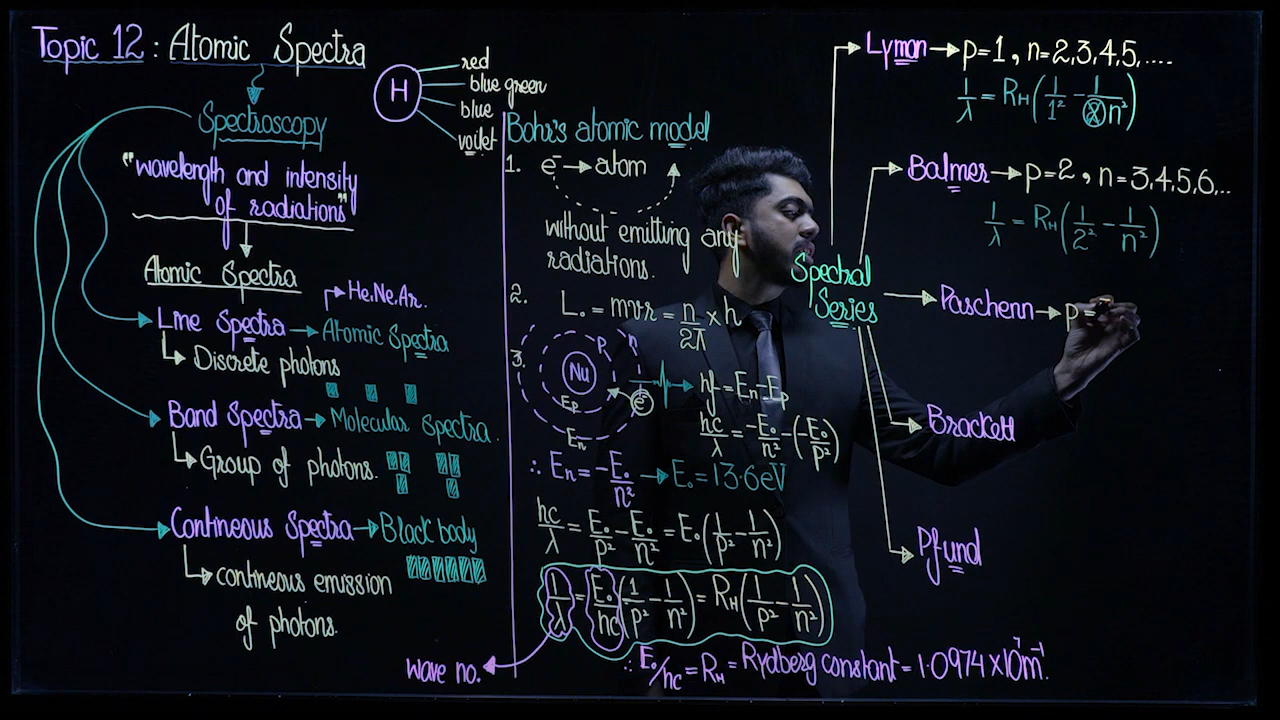 Topic 12 : Atomic Spectra
Spectroscopy
"wavelength and intensity
of radiations"
Atomic Spectra
He, Ne, Ar.
Line Spectra → Atomic Spectra
Discrete photons
Band Spectra → Molecular Spectra.
Group of photons.
Contineous Spectra → Black body
contineous emission
of photons.
H
red
blue green
blue
voilet
Bohr's atomic model
1. e⁻ → atom
without emitting any
radiations.
2. L. = mvr = n/2π × h
3.
Nu
p
n
Ep
En
e⁻
hf = En - Ep
hc/λ = -E₀/n² - (-E₀/p²)
∴ En = -E₀/n² → E₀ = 13.6eV
hc/λ = E₀/p² - E₀/n² = E₀(1/p² - 1/n²)
1/λ = E₀/hc (1/p² - 1/n²) = RH(1/p² - 1/n²)
wave no.
∴ E₀/hc = RH = Rydberg constant = 1.0974 × 10⁷ m⁻¹.
Spectral
Series
Lyman → p = 1, n = 2,3,4,5,....
1/λ = RH(1/1² - 1/n²)
Balmer → p = 2, n = 3,4,5,6,...
1/λ = RH(1/2² - 1/n²)
Paschenn → p =
Brackett
Pfund